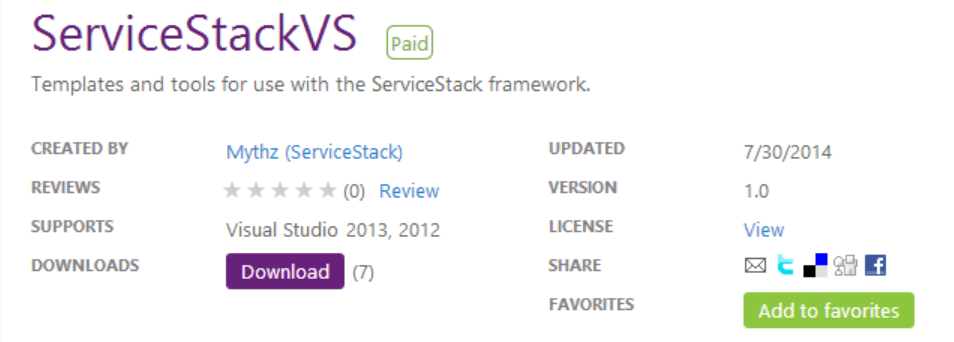 ServiceStackVS Paid
Templates and tools for use with the ServiceStack framework.
CREATED BY Mythz (ServiceStack) UPDATED 7/30/2014
REVIEWS (0) Review VERSION 1.0
SUPPORTS Visual Studio 2013, 2012 LICENSE View
DOWNLOADS Download (7) SHARE
FAVORITES Add to favorites